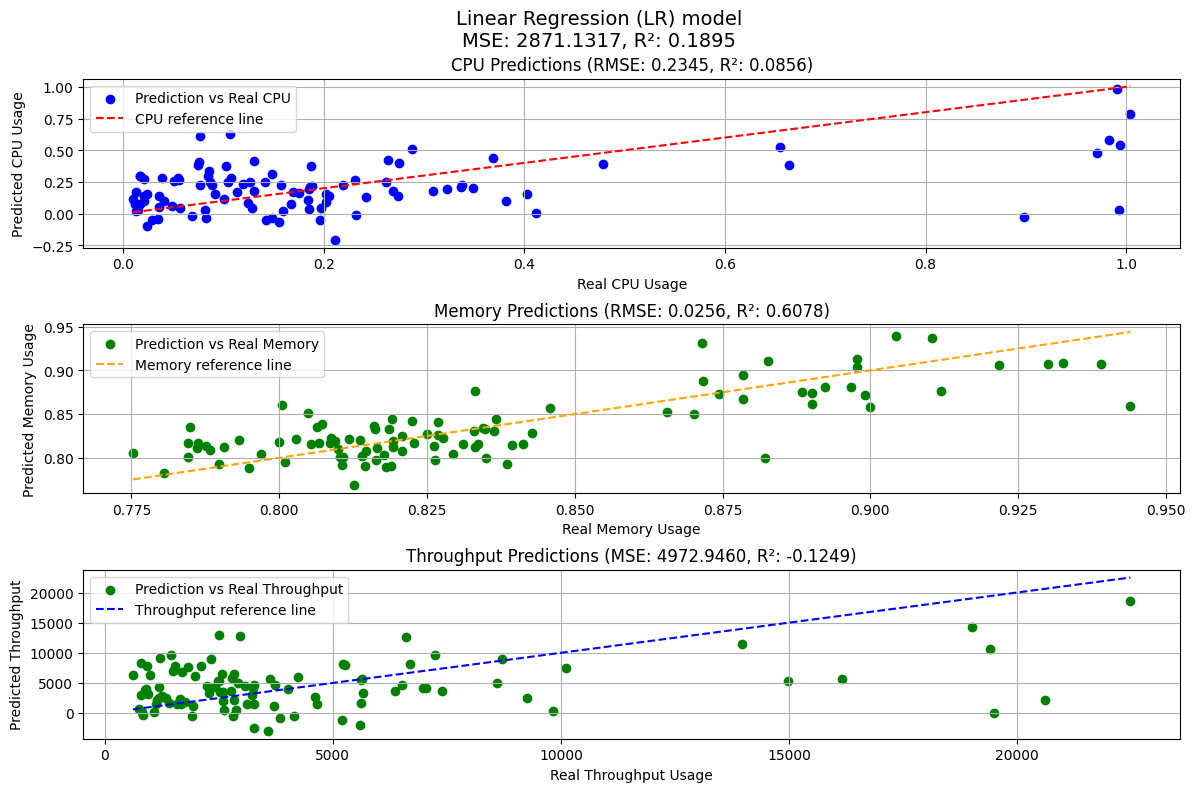 Linear Regression (LR) model
MSE: 2871.1317, R²: 0.1895
CPU Predictions (RMSE: 0.2345, R²: 0.0856)
Predicted CPU Usage
1.00
0.75
0.50
0.25
0.00
−0.25
Prediction vs Real CPU
CPU reference line
0.0 0.2 0.4 0.6 0.8 1.0
Real CPU Usage
Memory Predictions (RMSE: 0.0256, R²: 0.6078)
Predicted Memory Usage
0.95
0.90
0.85
0.80
Prediction vs Real Memory
Memory reference line
0.775 0.800 0.825 0.850 0.875 0.900 0.925 0.950
Real Memory Usage
Throughput Predictions (MSE: 4972.9460, R²: -0.1249)
Predicted Throughput
20000
15000
10000
5000
0
Prediction vs Real Throughput
Throughput reference line
0 5000 10000 15000 20000
Real Throughput Usage